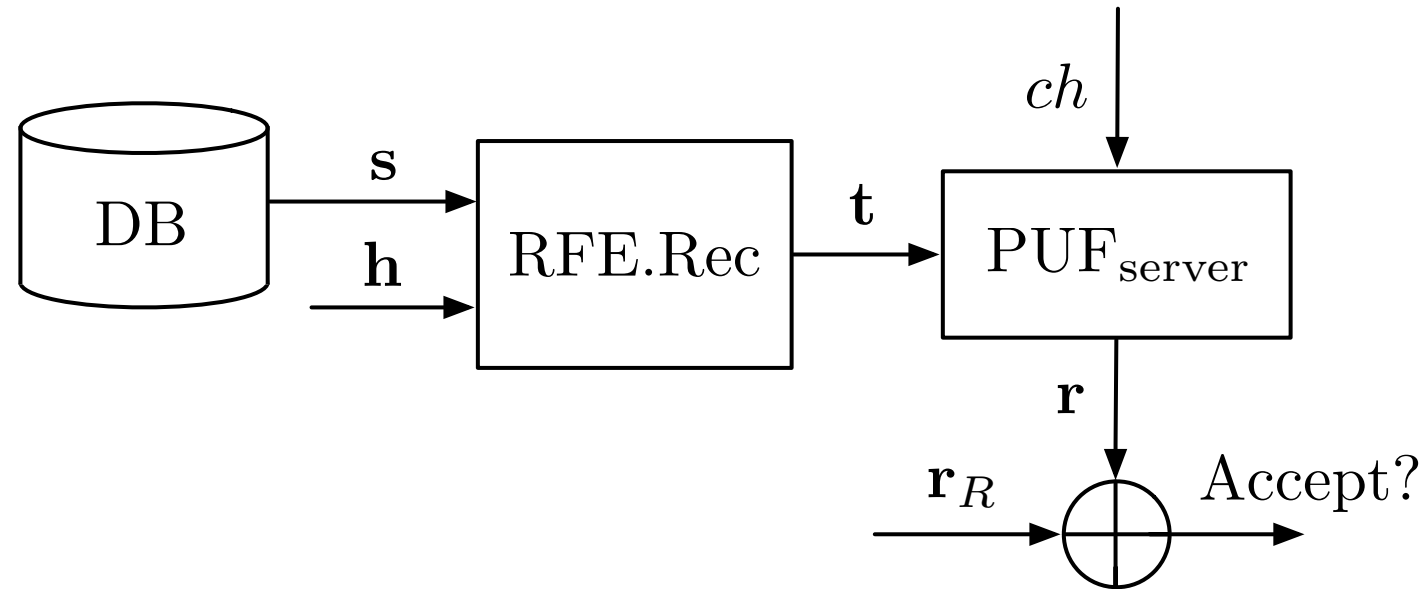 ch
s
DB
h
RFE.Rec
t
PUF_server
r
r_R
Accept?